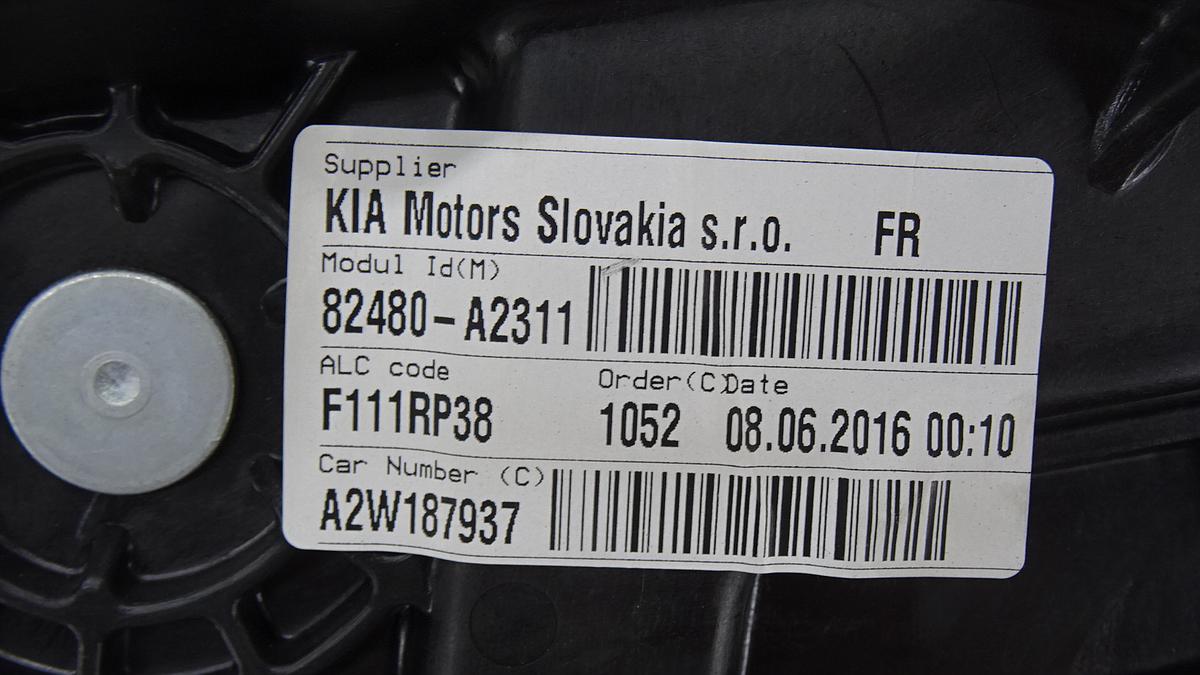 Supplier
KIA Motors Slovakia s.r.o. FR
Modul Id(M)
82480-A2311
ALC code Order(C)Date
F111RP38 1052 08.06.2016 00:10
Car Number (C)
A2W187937